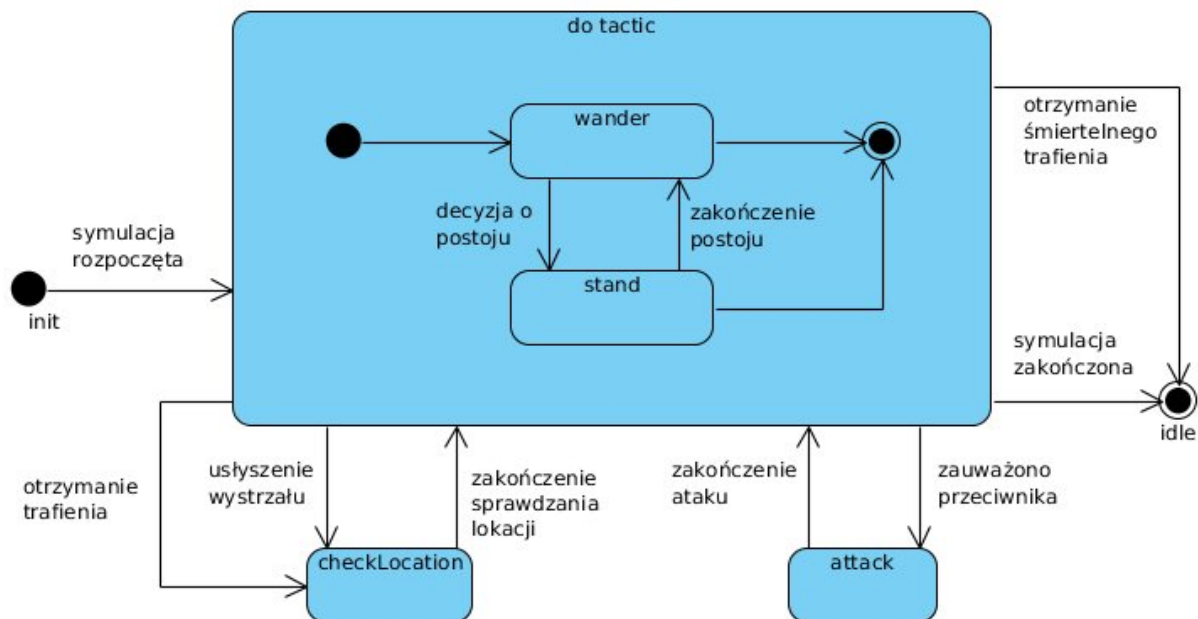 do tactic
wander
decyzja o
postoju
zakończenie
postoju
stand
symulacja
rozpoczęta
init
otrzymanie
śmiertelnego
trafienia
symulacja
zakończona
idle
otrzymanie
trafienia
usłyszenie
wystrzału
zakończenie
sprawdzania
lokacji
checkLocation
zakończenie
ataku
zauważono
przeciwnika
attack